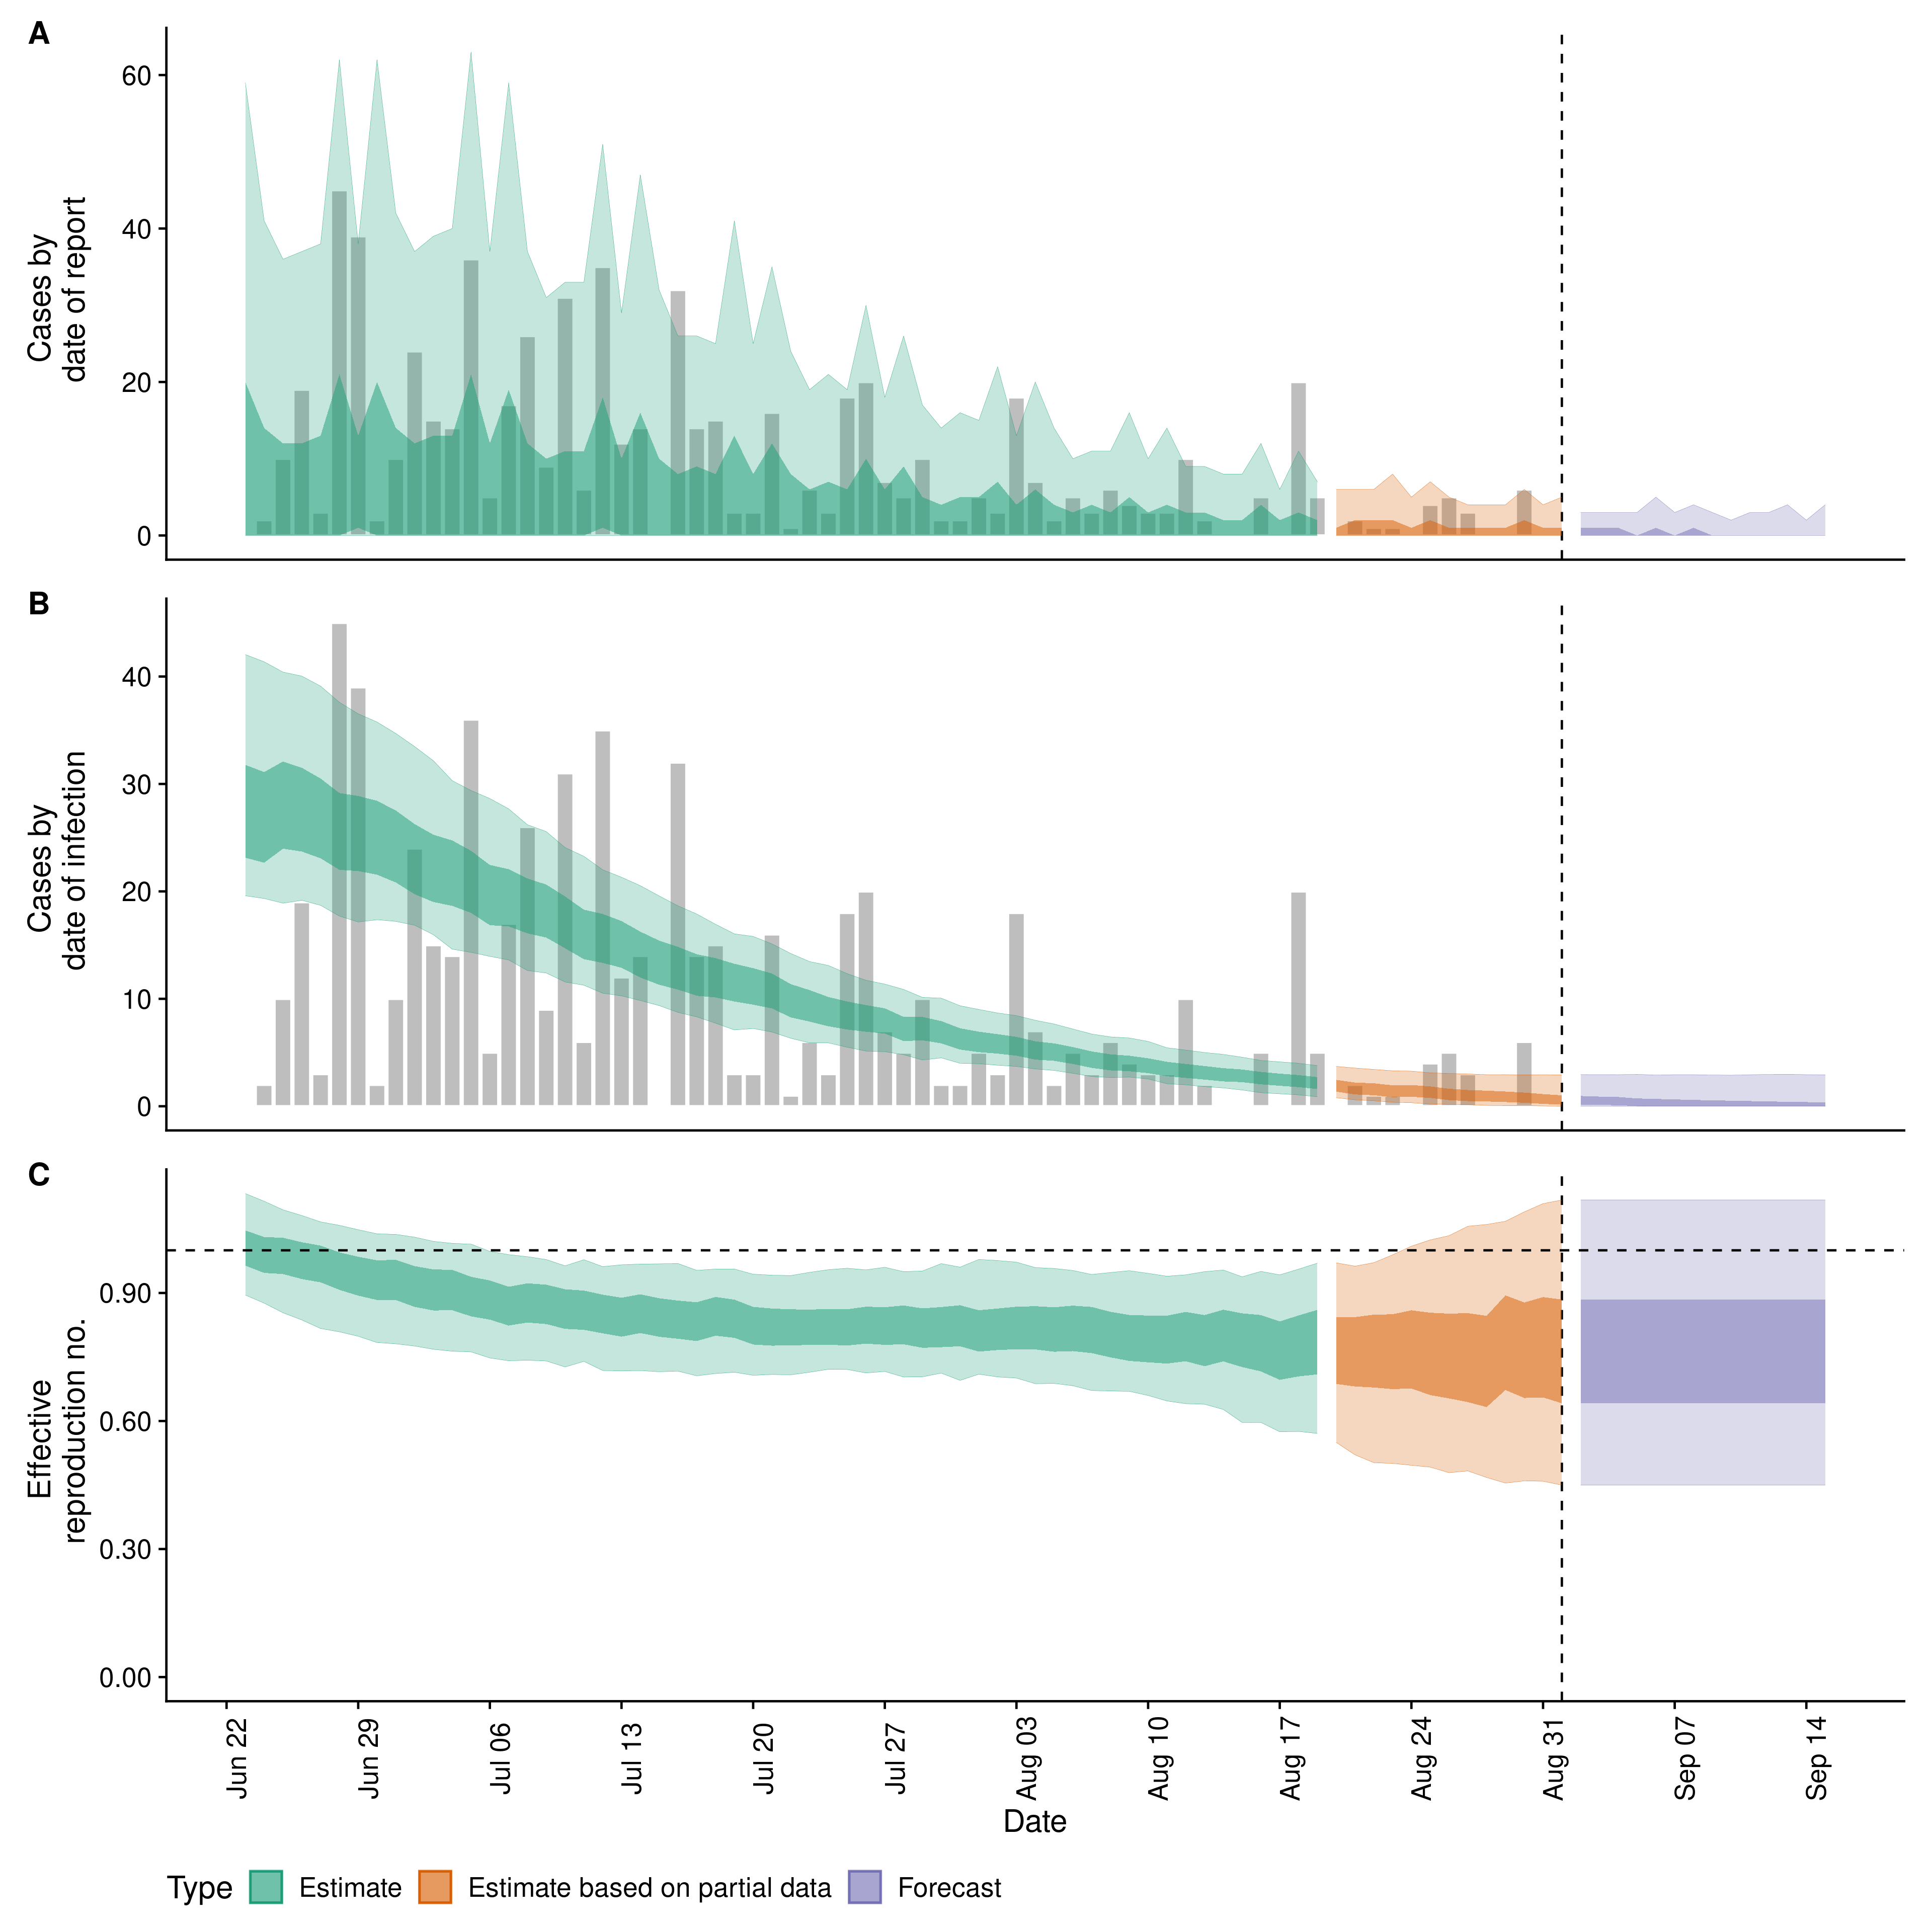 A
60
40
20
0
Cases by
date of report
B
40
30
20
10
0
Cases by
date of infection
C
0.90
0.60
0.30
0.00
Effective
reproduction no.
Jun 22
Jun 29
Jul 06
Jul 13
Jul 20
Jul 27
Aug 03
Aug 10
Aug 17
Aug 24
Aug 31
Sep 07
Sep 14
Date
Type Estimate Estimate based on partial data Forecast